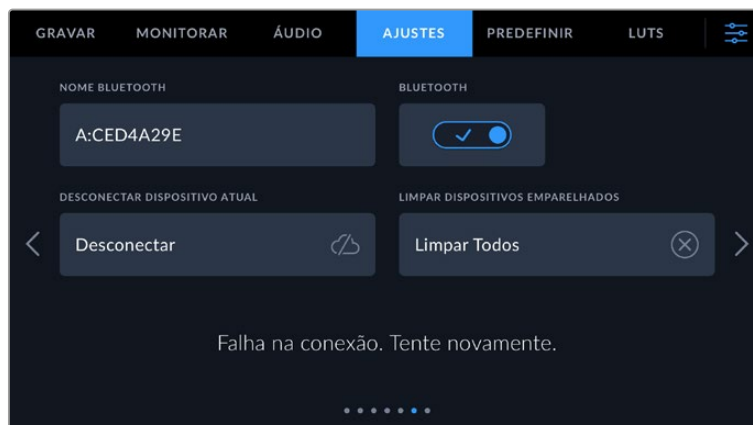 GRAVAR MONITORAR ÁUDIO AJUSTES PREDEFINIR LUTS
NOME BLUETOOTH BLUETOOTH
A:CED4A29E
DESCONECTAR DISPOSITIVO ATUAL LIMPAR DISPOSITIVOS EMPARELHADOS
Desconectar Limpar Todos
Falha na conexão. Tente novamente.